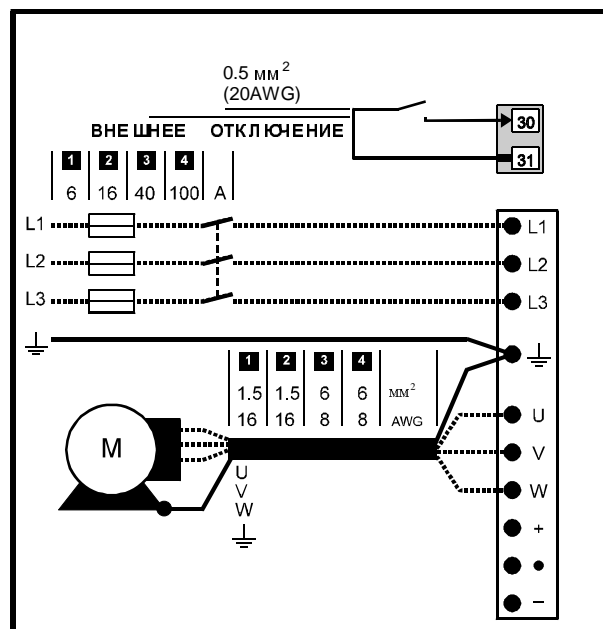 0.5 мм²
(20AWG)
ВНЕШНЕЕ ОТКЛЮЧЕНИЕ
30
31
1 2 3 4
6 16 40 100 A
L1 L1
L2 L2
L3 L3
1 2 3 4
1.5 1.5 6 6 мм²
16 16 8 8 AWG
U
M
V
U
V
W
W
+
−